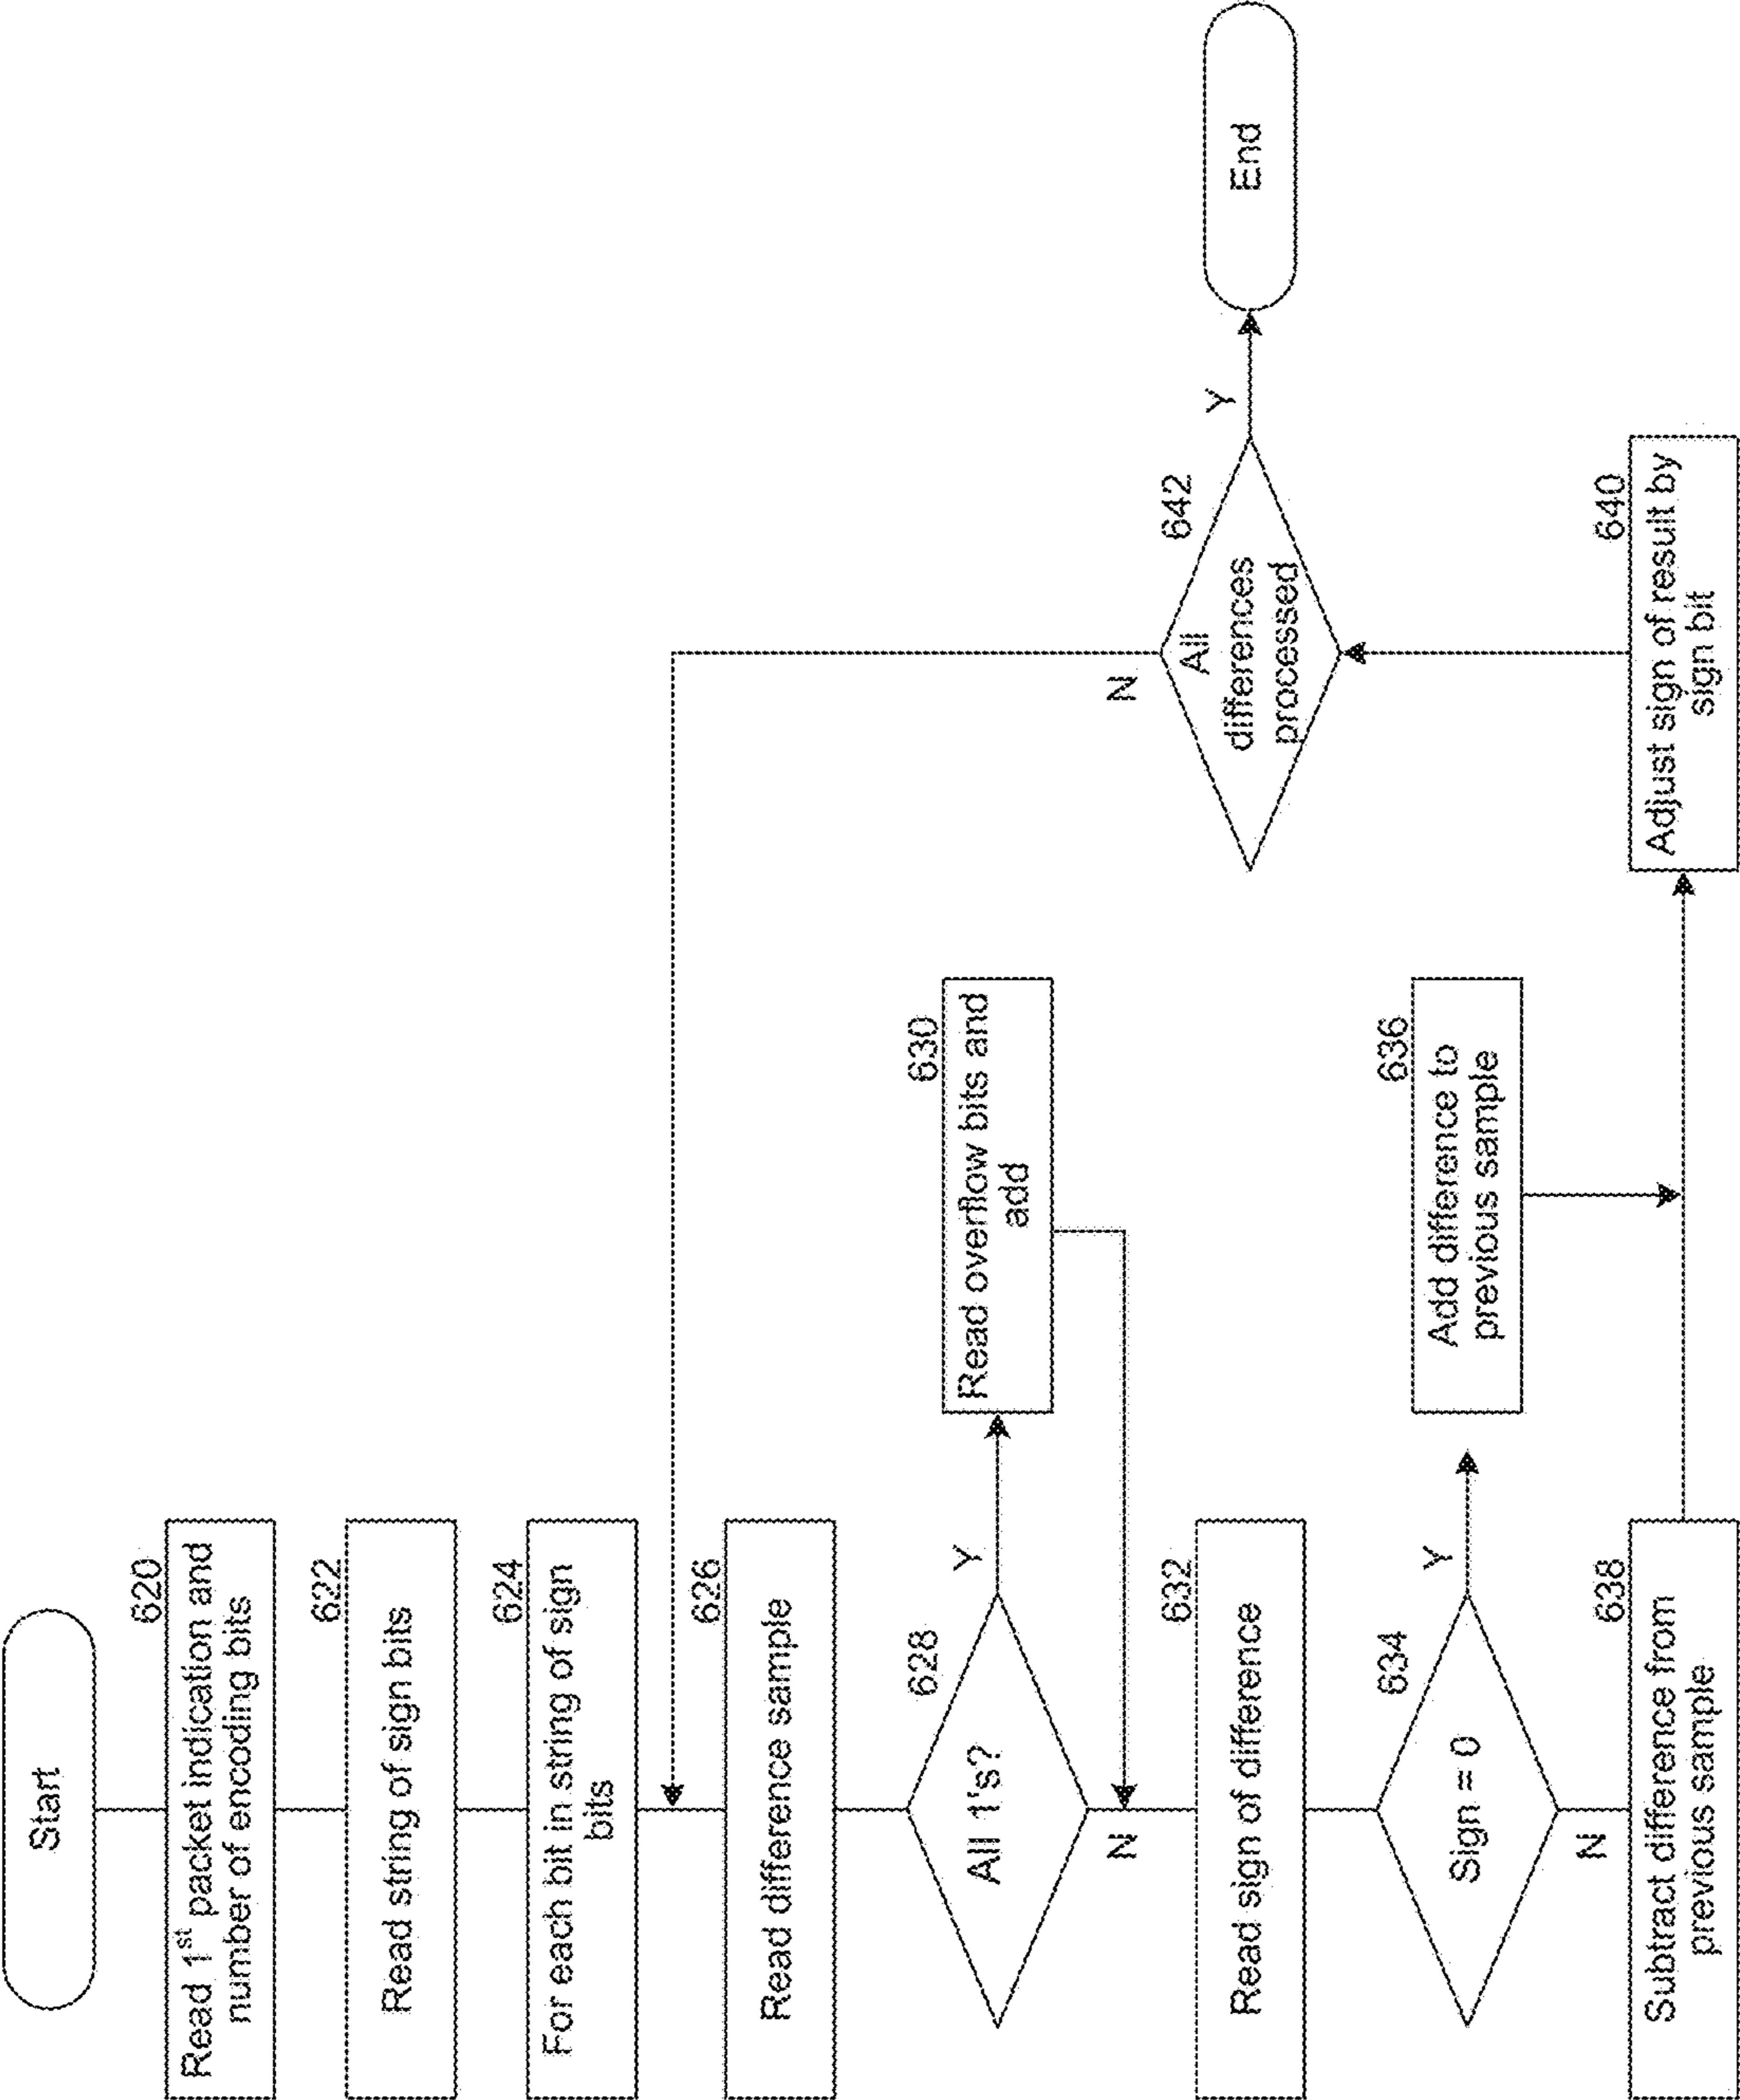 Start
620
Read 1st packet indication and
number of encoding bits
622
Read string of sign bits
624
For each bit in string of sign
bits
626
Read difference sample
628
All 1's?
Y
N
630
Read overflow bits and
add
632
Read sign of difference
634
Sign = 0
Y
N
636
Add difference to
previous sample
638
Subtract difference from
previous sample
640
Adjust sign of result by
sign bit
642
All
differences
processed
N
Y
End